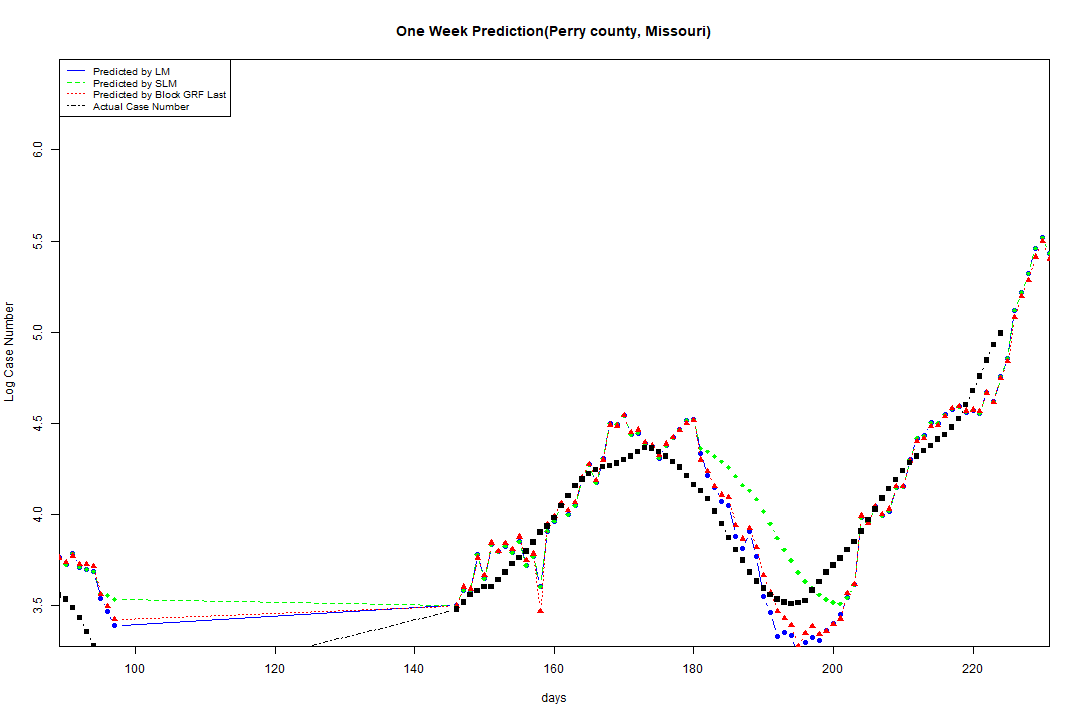 One Week Prediction(Perry county, Missouri)
Predicted by LM
Predicted by SLM
Predicted by Block GRF Last
Actual Case Number
Log Case Number
6.0
5.5
5.0
4.5
4.0
3.5
100 120 140 160 180 200 220
days